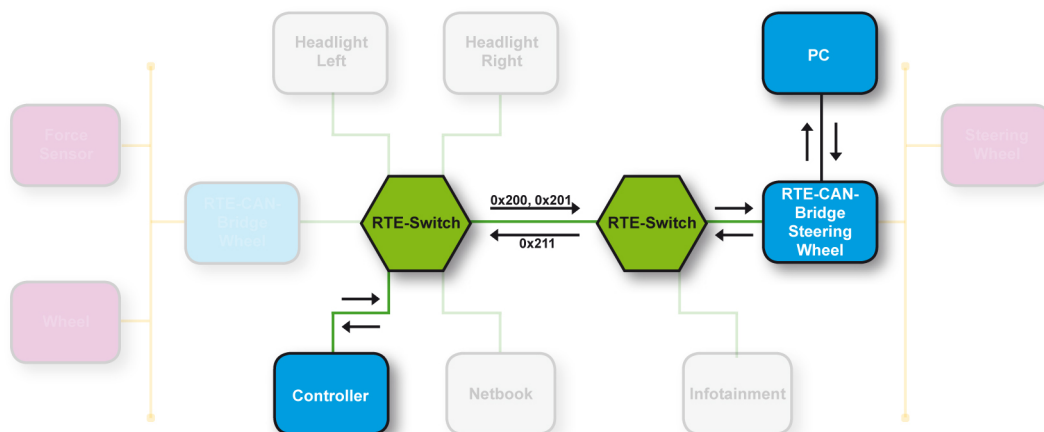 Headlight
Left
Headlight
Right
PC
Force
Sensor
Steering
Wheel
RTE-CAN-
Bridge
Wheel
RTE-Switch
0x200, 0x201
0x211
RTE-Switch
RTE-CAN-
Bridge
Steering
Wheel
Wheel
Controller
Netbook
Infotainment